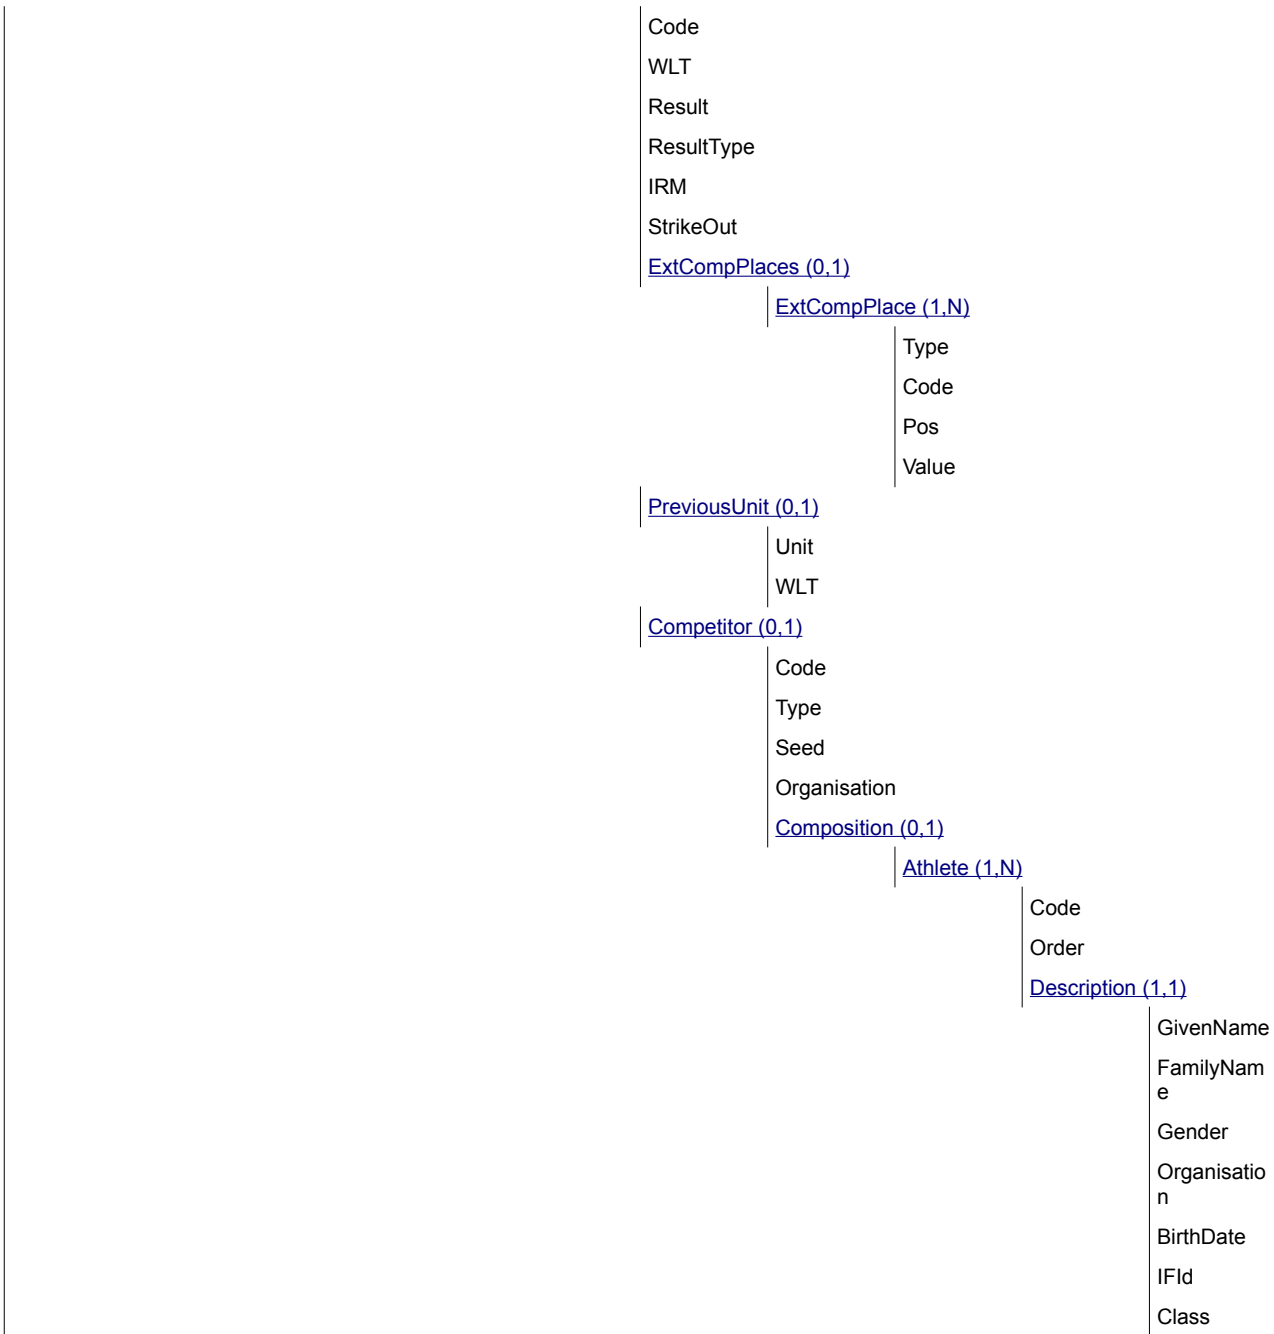 Code
WLT
Result
ResultType
IRM
StrikeOut
ExtCompPlaces (0,1)
ExtCompPlace (1,N)
Type
Code
Pos
Value
PreviousUnit (0,1)
Unit
WLT
Competitor (0,1)
Code
Type
Seed
Organisation
Composition (0,1)
Athlete (1,N)
Code
Order
Description (1,1)
GivenName
FamilyNam
e
Gender
Organisatio
n
BirthDate
IFId
Class